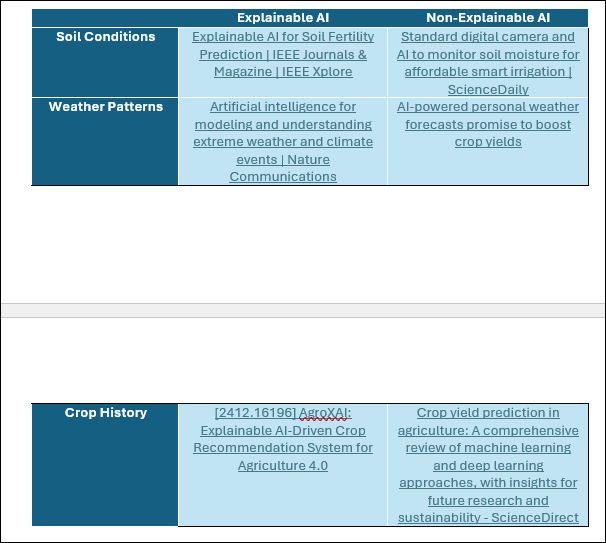 Explainable AI Non-Explainable AI
Soil Conditions
Explainable AI for Soil Fertility
Prediction | IEEE Journals &
Magazine | IEEE Xplore
Standard digital camera and
AI to monitor soil moisture for
affordable smart irrigation |
ScienceDaily
Weather Patterns
Artificial intelligence for
modeling and understanding
extreme weather and climate
events | Nature
Communications
AI-powered personal weather
forecasts promise to boost
crop yields
Crop History
[2412.16196] AgroXAI:
Explainable AI-Driven Crop
Recommendation System for
Agriculture 4.0
Crop yield prediction in
agriculture: A comprehensive
review of machine learning
and deep learning
approaches, with insights for
future research and
sustainability - ScienceDirect